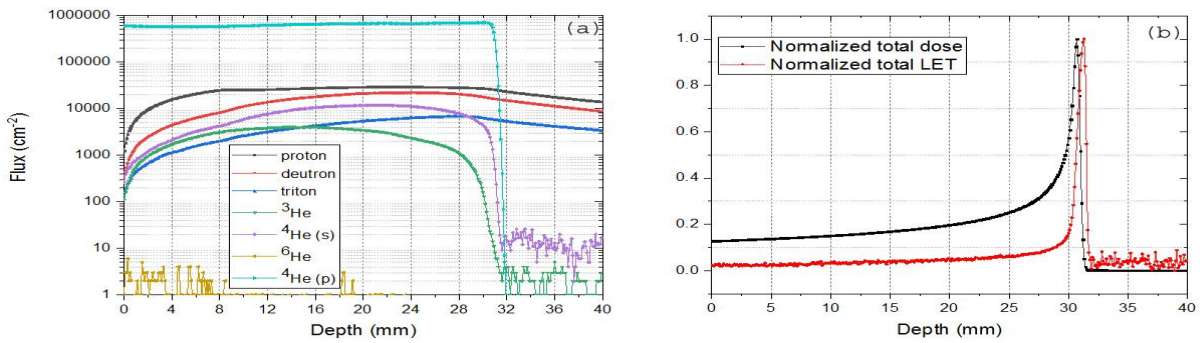 (a)
1000000
100000
10000
1000
100
10
1
Flux (cm-2)
proton
deutron
triton
3He
4He (s)
6He
4He (p)
0 4 8 12 16 20 24 28 32 36 40
Depth (mm)
(b)
Normalized total dose
Normalized total LET
1.0
0.8
0.6
0.4
0.2
0.0
0 5 10 15 20 25 30 35 40
Depth (mm)